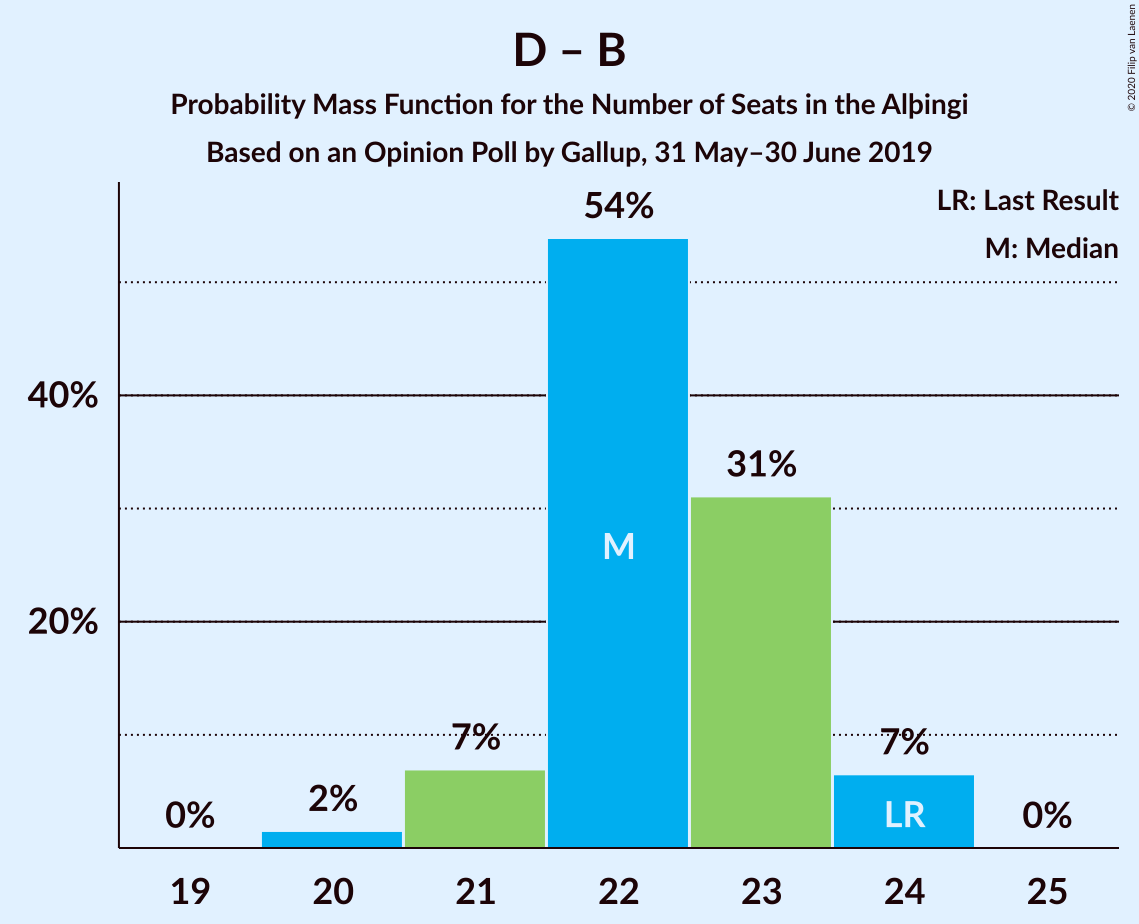 D – B
Probability Mass Function for the Number of Seats in the Alþingi
Based on an Opinion Poll by Gallup, 31 May–30 June 2019
© 2020 Filip van Laenen
LR: Last Result
M: Median
54%
40%
31%
M
20%
7%
7%
2%
0%
LR
0%
19 20 21 22 23 24 25